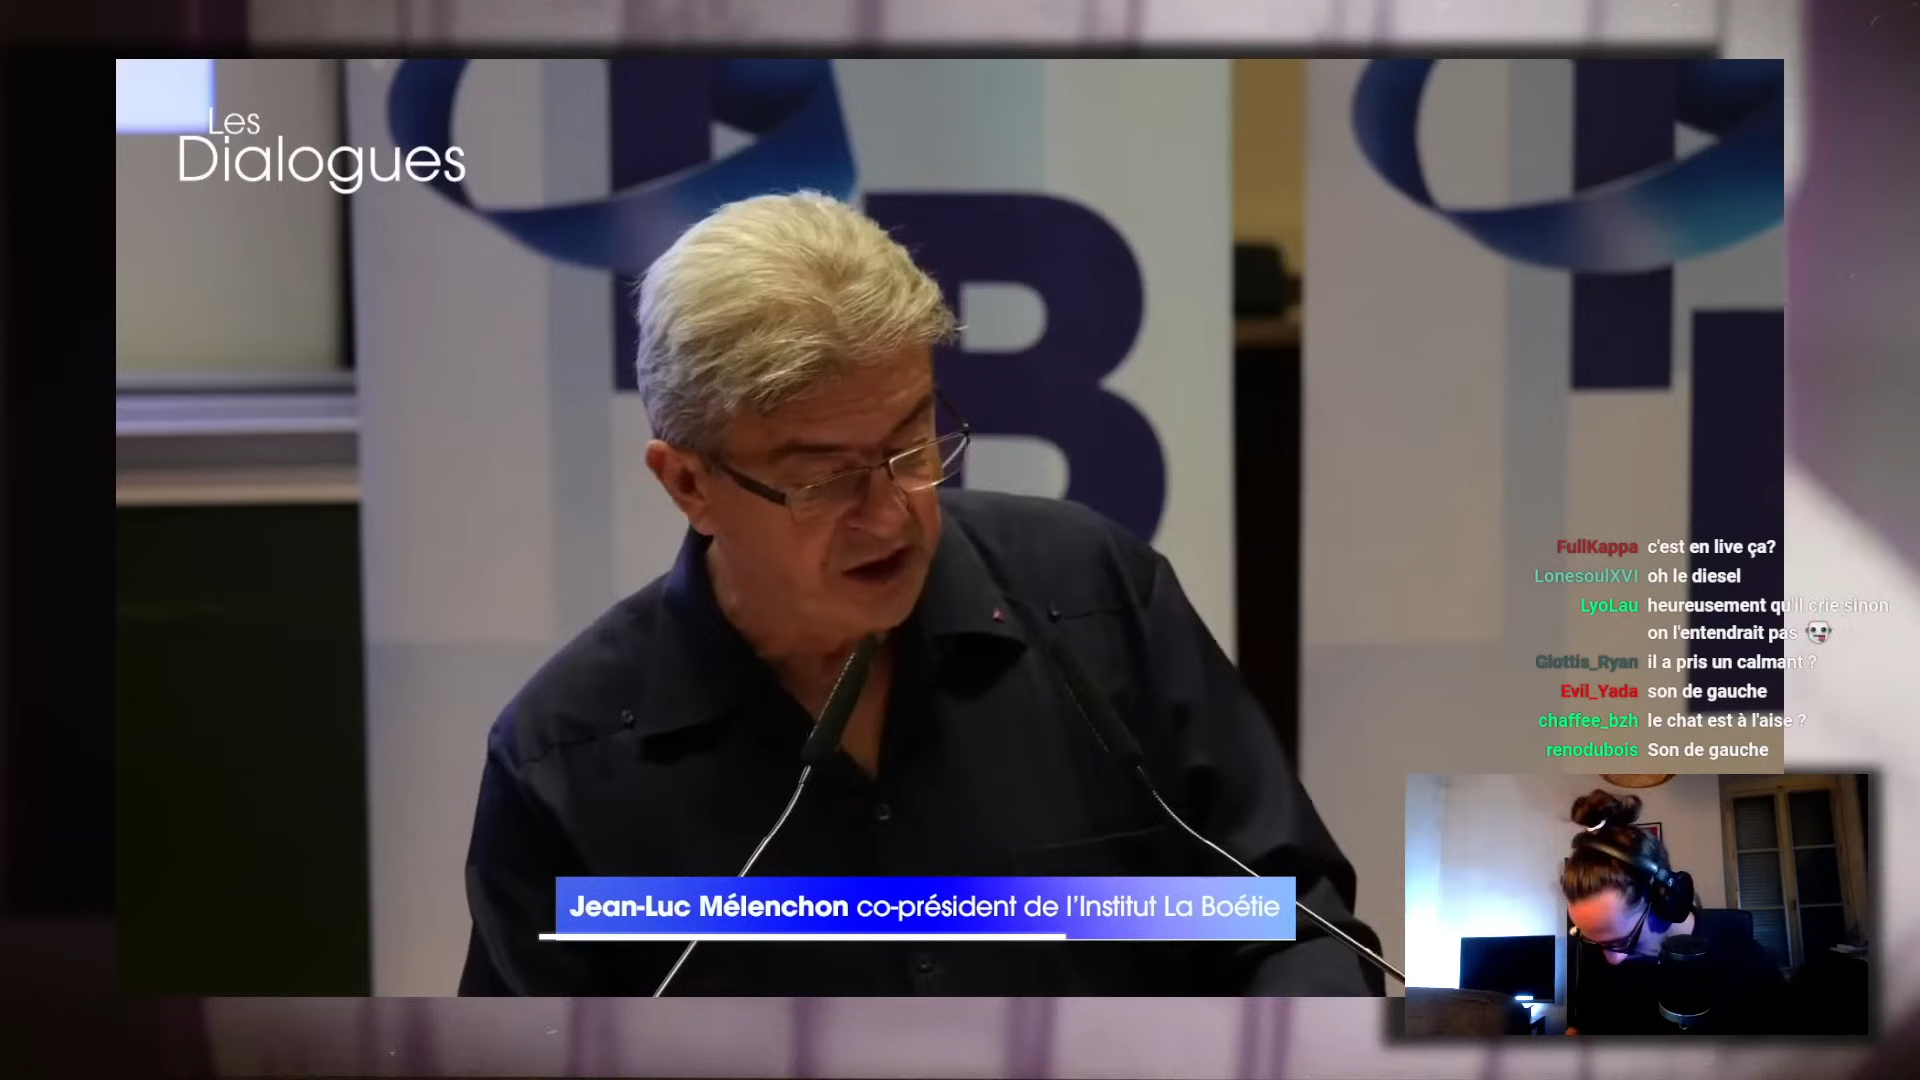 Les
Dialogues
FullKappa c'est en live ça?
LonesoulXVI oh le diesel
LyoLau heureusement qu'il crie sinon
on l'entendrait pas
Glottis_Ryan il a pris un calmant ?
Evil_Yada son de gauche
chaffee_bzh le chat est à l'aise ?
renodubois Son de gauche
Jean-Luc Mélenchon co-président de l'Institut La Boétie
B